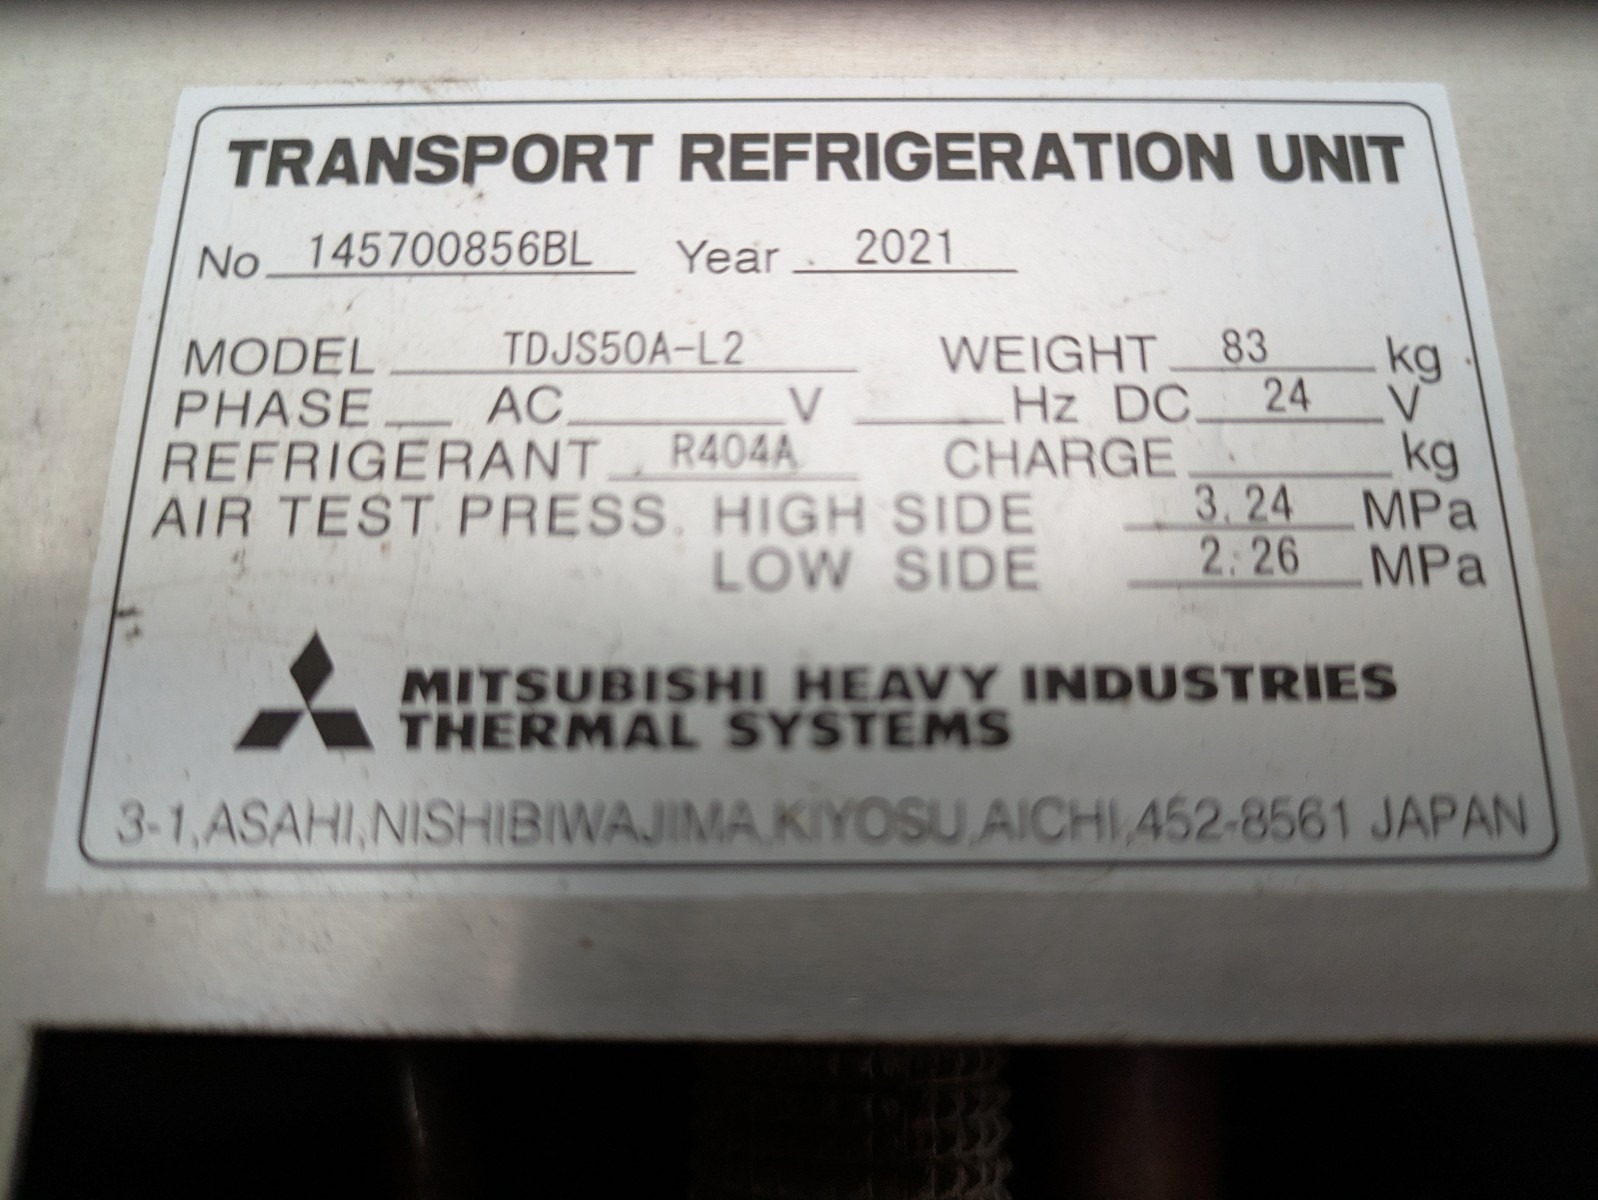 TRANSPORT REFRIGERATION UNIT
No 145700856BL Year 2021
MODEL TDJS50A-L2 WEIGHT 83 kg
PHASE AC V Hz DC 24 V
REFRIGERANT R404A CHARGE kg
AIR TEST PRESS. HIGH SIDE 3.24 MPa
LOW SIDE 2.26 MPa
MITSUBISHI HEAVY INDUSTRIES
THERMAL SYSTEMS
3-1,ASAHI,NISHIBIWAJIMA,KIYOSU,AICHI,452-8561 JAPAN